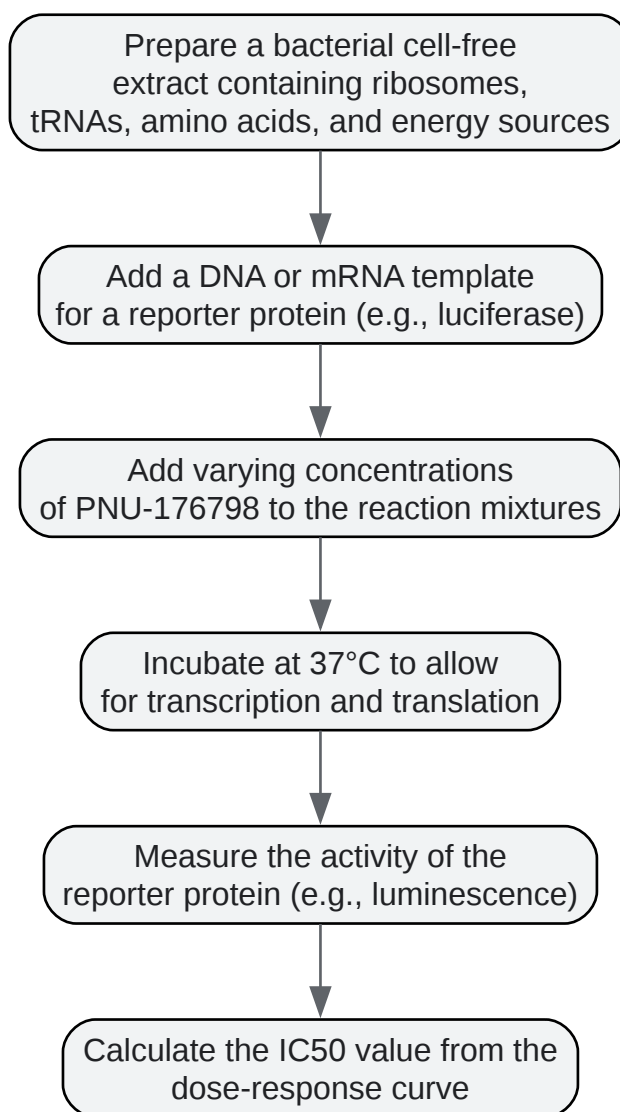 Prepare a bacterial cell-free
extract containing ribosomes,
tRNAs, amino acids, and energy sources
Add a DNA or mRNA template
for a reporter protein (e.g., luciferase)
Add varying concentrations
of PNU-176798 to the reaction mixtures
Incubate at 37°C to allow
for transcription and translation
Measure the activity of the
reporter protein (e.g., luminescence)
Calculate the IC50 value from the
dose-response curve